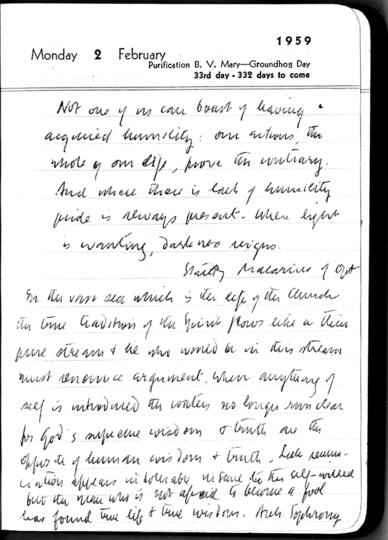 1959
Monday 2 February
Purification B. V. Mary—Groundhog Day
33rd day - 332 days to come
Not one of us can boast of having
acquired humility: our actions, the
whole of our life, prove the contrary.
And where there is lack of humility
pride is always present. Where light
is wanting, darkness reigns.
Macarius of Opt
In the vast sea which is the life of the Church
the true tradition of the Spirit flows like a thin
pure stream & he who would be in this stream
must renounce argument. When anything of
self is introduced the waters no longer run clear
for God's supreme wisdom & truth are the
opposite of human wisdom & truth. Such renun-
ciation appears intolerable, insane to the self-willed
but the man who is not afraid to become a fool
has found true life & true wisdom. Arch. Sophrony